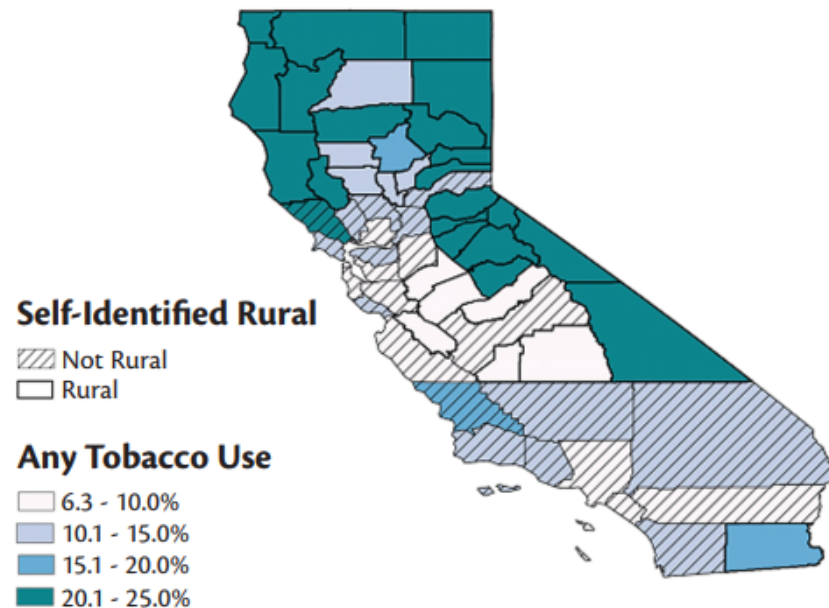 Self-Identified Rural
Not Rural
Rural
Any Tobacco Use
6.3 - 10.0%
10.1 - 15.0%
15.1 - 20.0%
20.1 - 25.0%